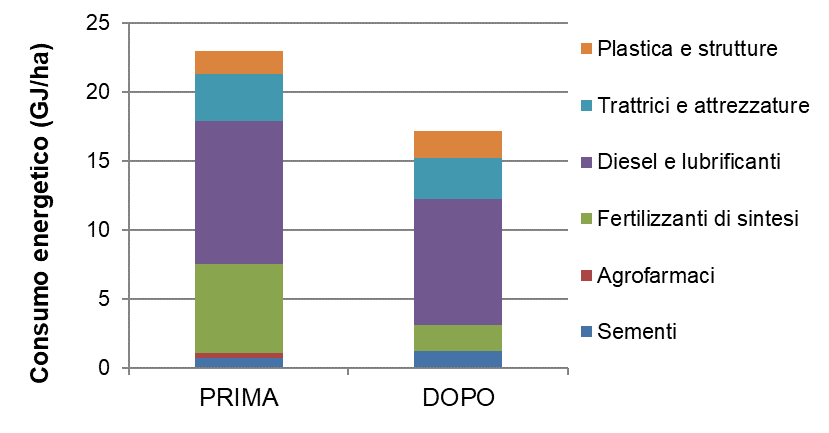 Consumo energetico (GJ/ha)
25
20
15
10
5
0
PRIMA
DOPO
Plastica e strutture
Trattrici e attrezzature
Diesel e lubrificanti
Fertilizzanti di sintesi
Agrofarmaci
Sementi